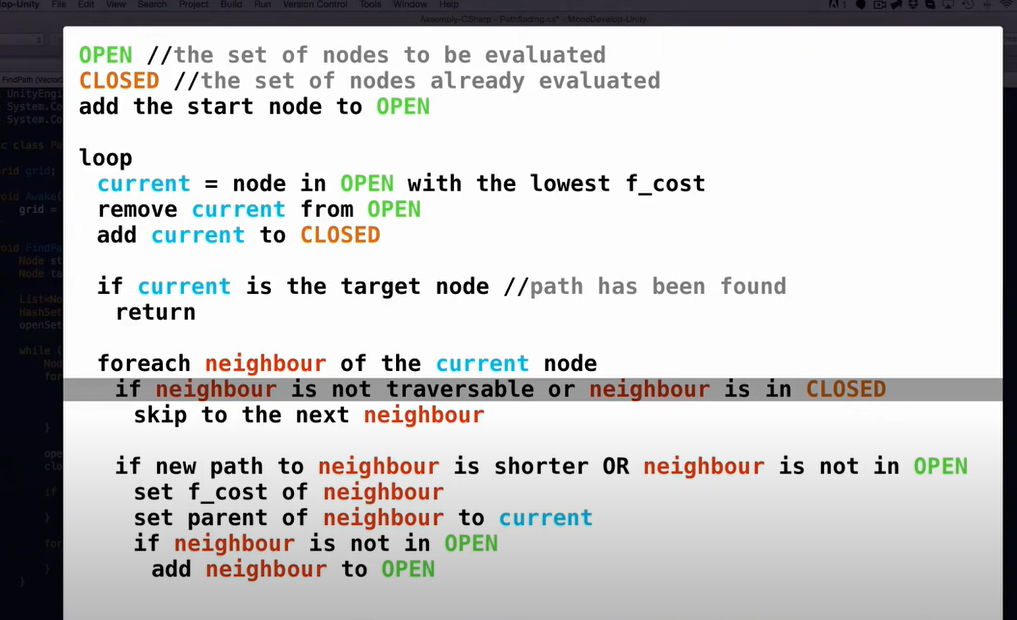 op-Unity File Edit View Search Project Build Run Version Control Tools Window Help
Assembly-CSharp - Pathfinding.cs* - MonoDevelop-Unity
OPEN //the set of nodes to be evaluated
CLOSED //the set of nodes already evaluated
add the start node to OPEN
loop
current = node in OPEN with the lowest f_cost
remove current from OPEN
add current to CLOSED
if current is the target node //path has been found
return
foreach neighbour of the current node
if neighbour is not traversable or neighbour is in CLOSED
skip to the next neighbour
if new path to neighbour is shorter OR neighbour is not in OPEN
set f_cost of neighbour
set parent of neighbour to current
if neighbour is not in OPEN
add neighbour to OPEN